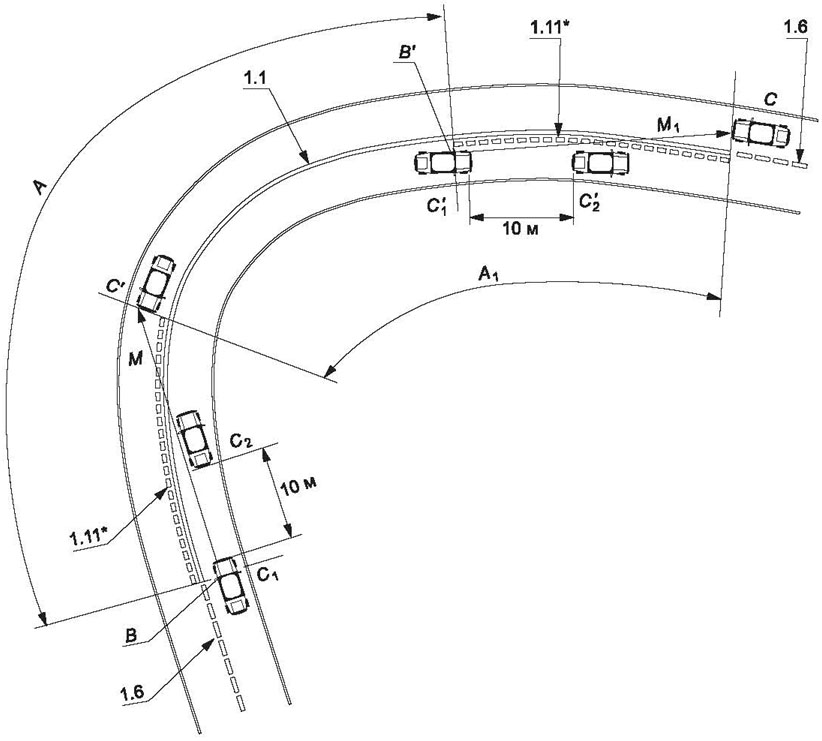 1.11*
1.6
B′
1.1
C
M₁
A
C′₁
C′₂
10 м
A₁
C′
M
C₂
10 м
1.11*
C₁
B
1.6